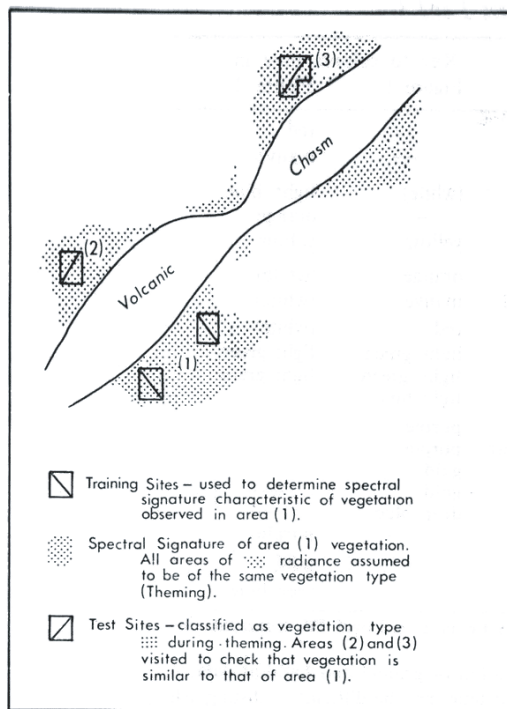 (3)
Chasm
(2)
Volcanic
(1)
Training Sites – used to determine spectral
signature characteristic of vegetation
observed in area (1).
Spectral Signature of area (1) vegetation.
All areas of radiance assumed
to be of the same vegetation type
(Theming).
Test Sites – classified as vegetation type
during theming. Areas (2) and (3)
visited to check that vegetation is
similar to that of area (1).